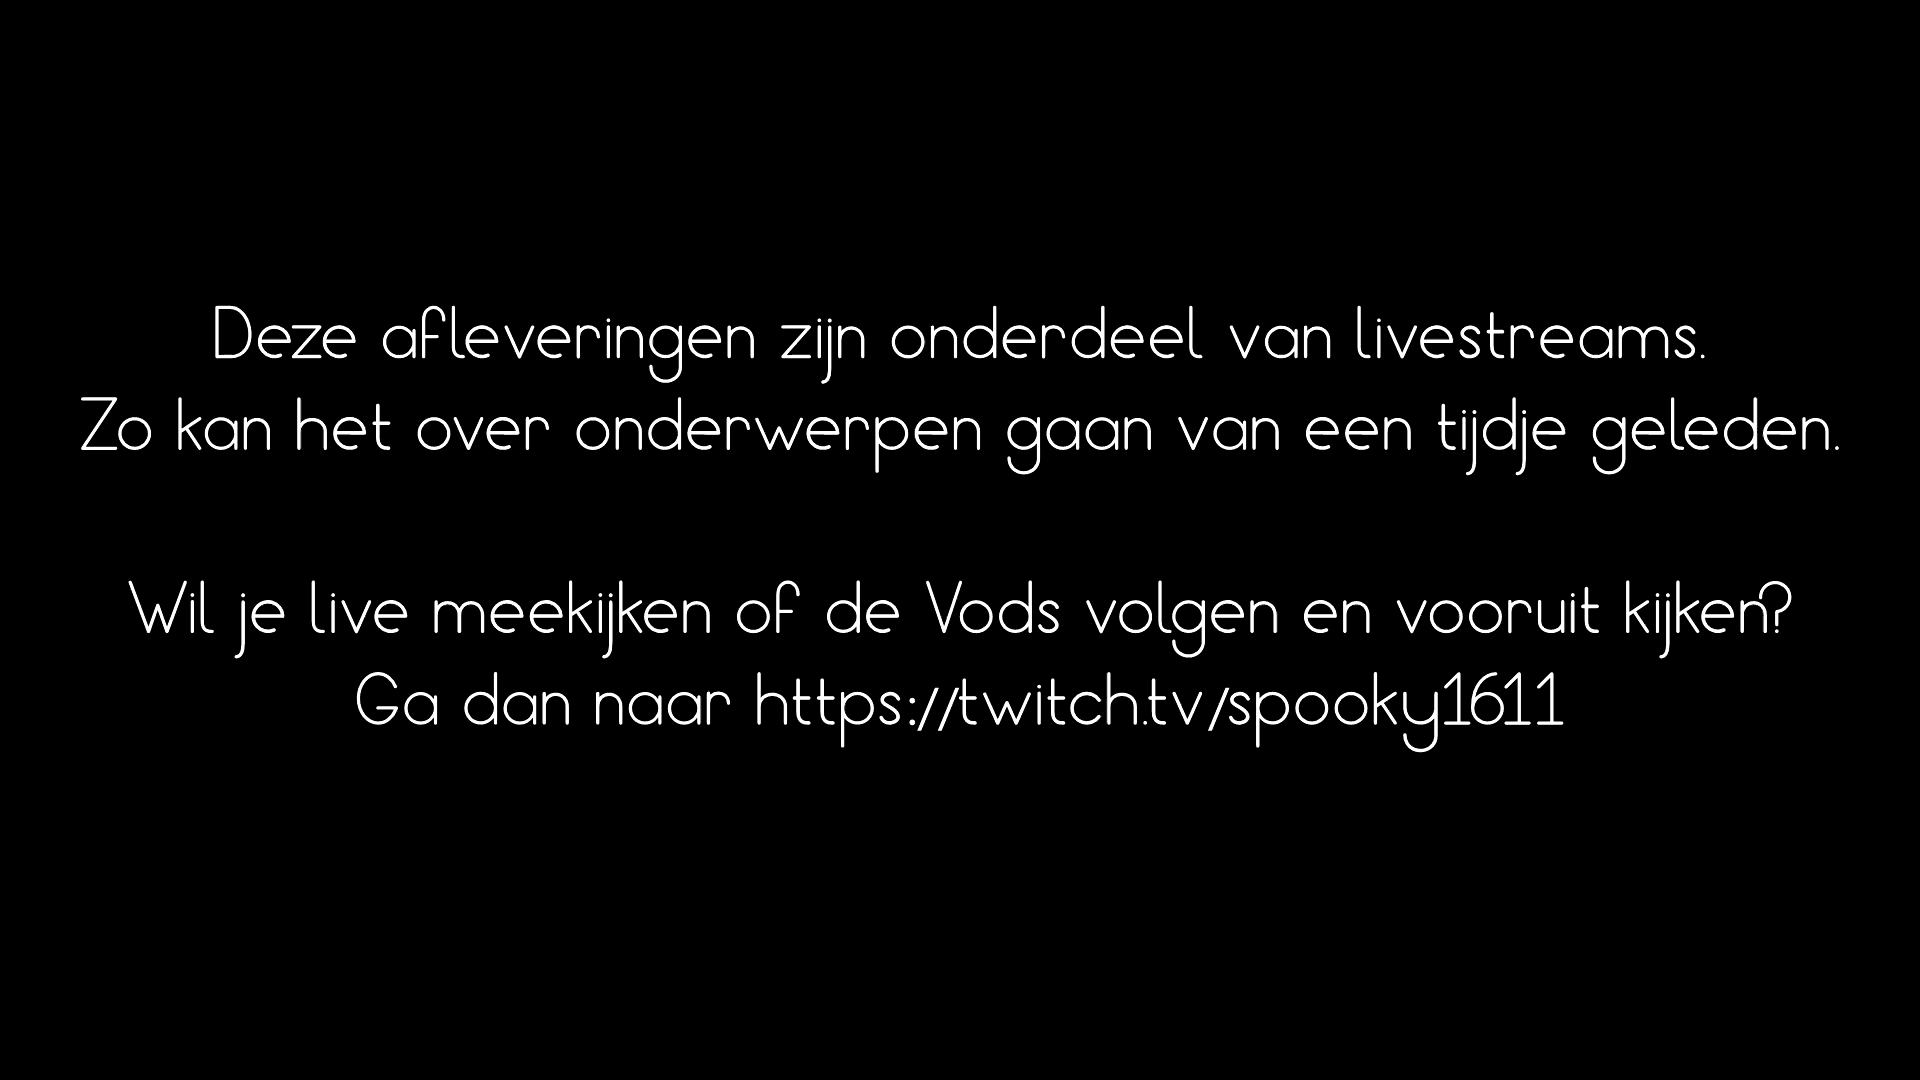 Deze afleveringen zijn onderdeel van livestreams.
Zo kan het over onderwerpen gaan van een tijdje geleden.
Wil je live meekijken of de Vods volgen en vooruit kijken?
Ga dan naar https://twitch.tv/spooky1611